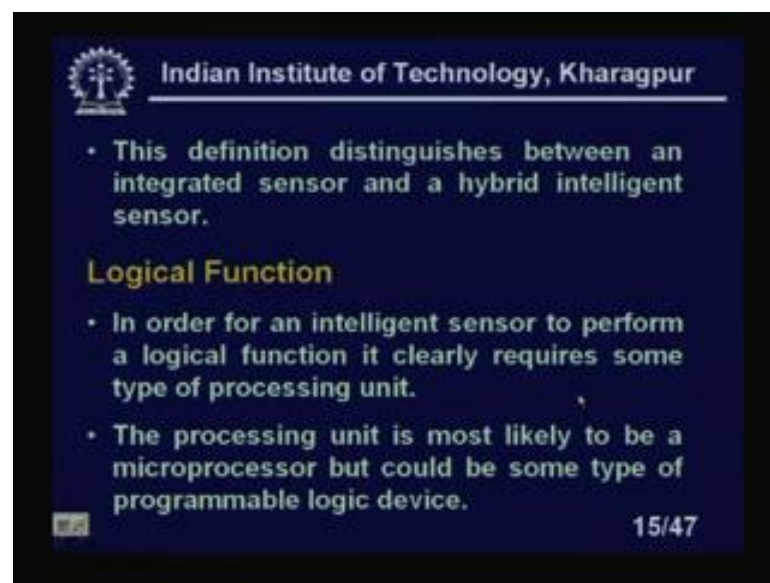 Indian Institute of Technology, Kharagpur
• This definition distinguishes between an
integrated sensor and a hybrid intelligent
sensor.
Logical Function
• In order for an intelligent sensor to perform
a logical function it clearly requires some
type of processing unit.
• The processing unit is most likely to be a
microprocessor but could be some type of
programmable logic device.
15/47